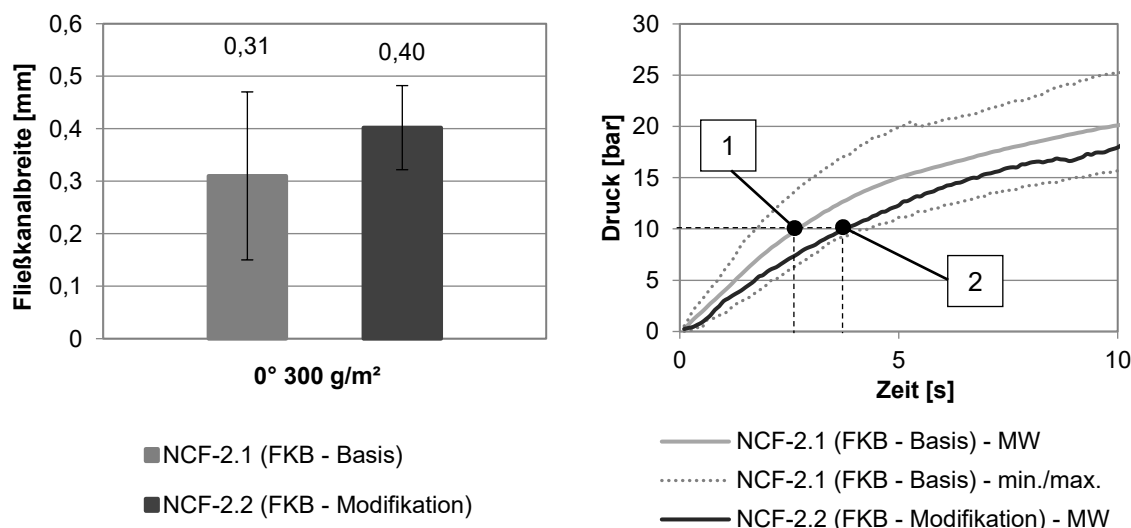 0,6
0,5
0,4
0,3
0,2
0,1
0
Fließkanalbreite [mm]
0,31
0,40
0° 300 g/m²
NCF-2.1 (FKB - Basis)
NCF-2.2 (FKB - Modifikation)
30
25
20
15
10
5
0
Druck [bar]
1
2
0
5
10
Zeit [s]
NCF-2.1 (FKB - Basis) - MW
NCF-2.1 (FKB - Basis) - min./max.
NCF-2.2 (FKB - Modifikation) - MW